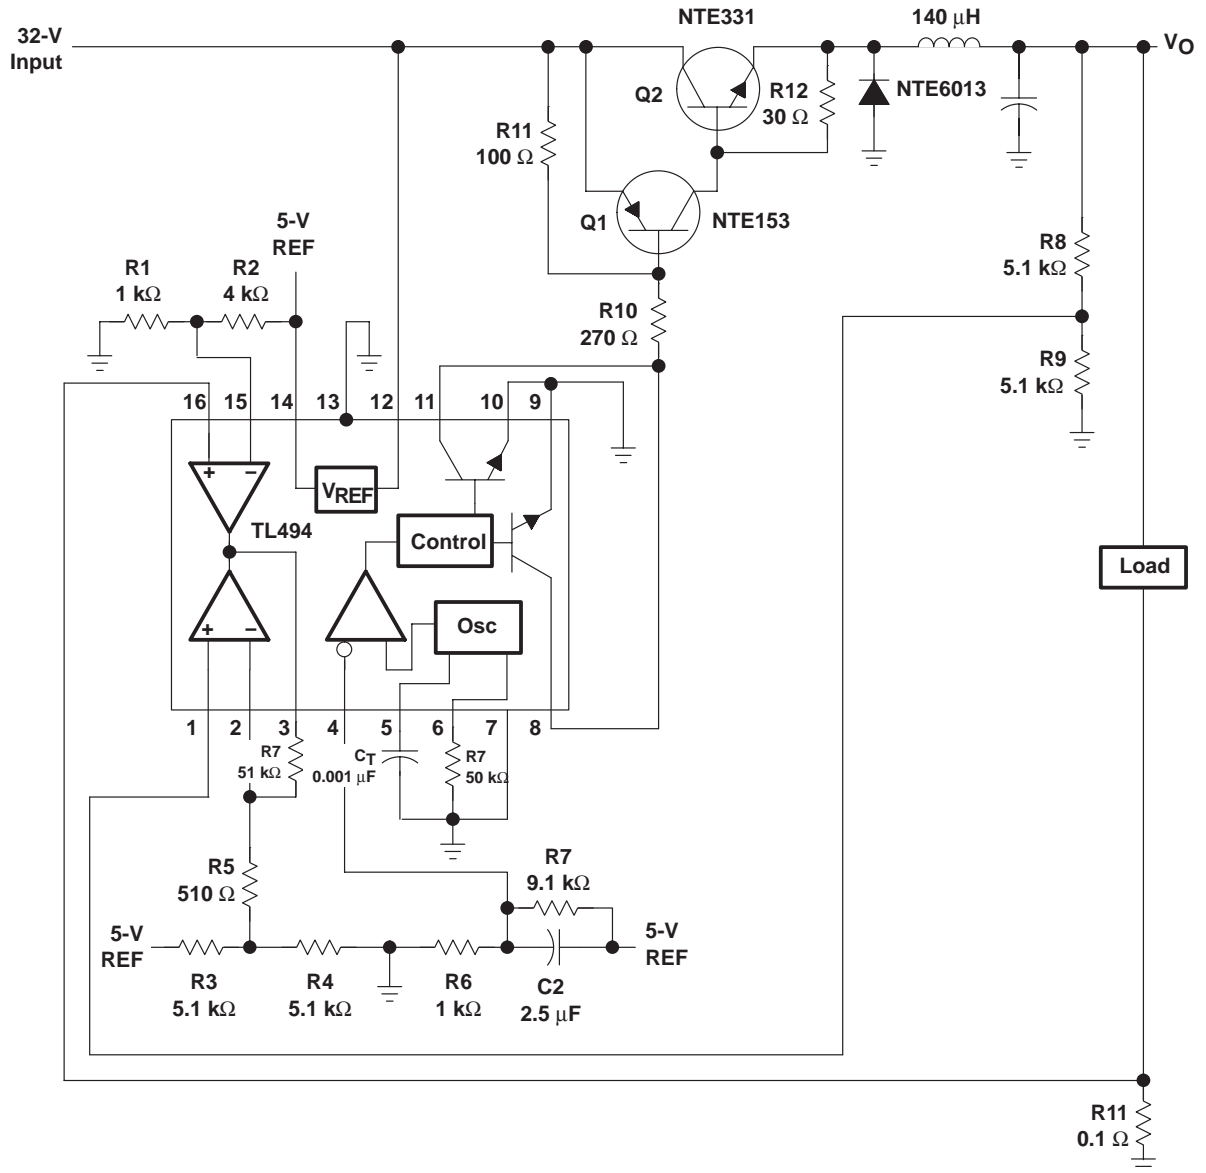 NTE331
140 μH
32-V
Input
VO
Q2
R12
30 Ω
NTE6013
R11
100 Ω
Q1
NTE153
5-V
REF
R8
5.1 kΩ
R1
1 kΩ
R2
4 kΩ
R10
270 Ω
R9
5.1 kΩ
16 15 14 13 12 11 10 9
+ −
VREF
TL494
Control
Load
+ −
Osc
1 2 3 4 5 6 7 8
R7
51 kΩ
CT
0.001 μF
R7
50 kΩ
R5
510 Ω
R7
9.1 kΩ
5-V
REF
5-V
REF
R3
5.1 kΩ
R4
5.1 kΩ
R6
1 kΩ
C2
2.5 μF
R11
0.1 Ω